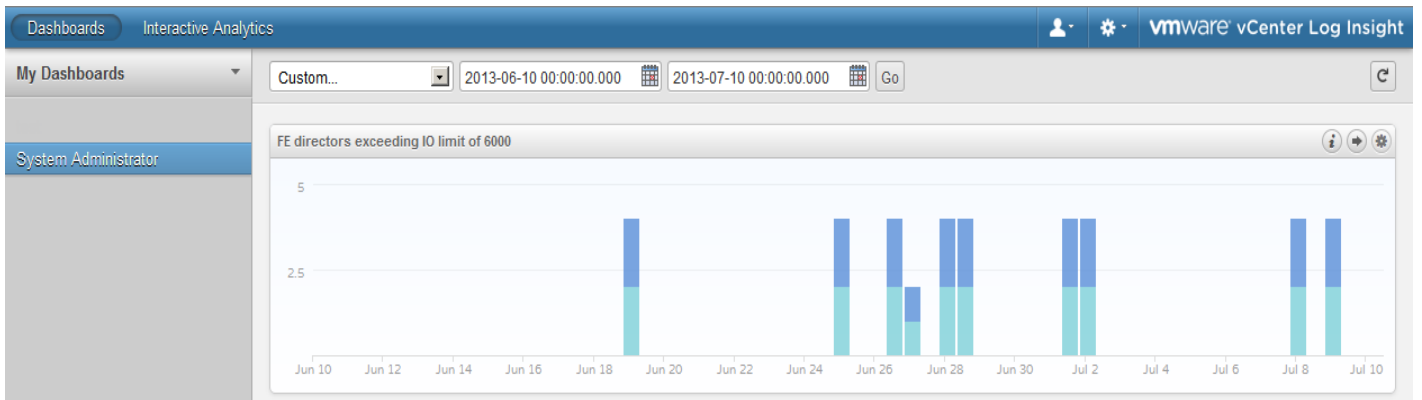 Dashboards Interactive Analytics vmware vCenter Log Insight
My Dashboards
Custom... 2013-06-10 00:00:00.000 2013-07-10 00:00:00.000 Go
FE directors exceeding IO limit of 6000
System Administrator
5
2.5
Jun 10 Jun 12 Jun 14 Jun 16 Jun 18 Jun 20 Jun 22 Jun 24 Jun 26 Jun 28 Jun 30 Jul 2 Jul 4 Jul 6 Jul 8 Jul 10